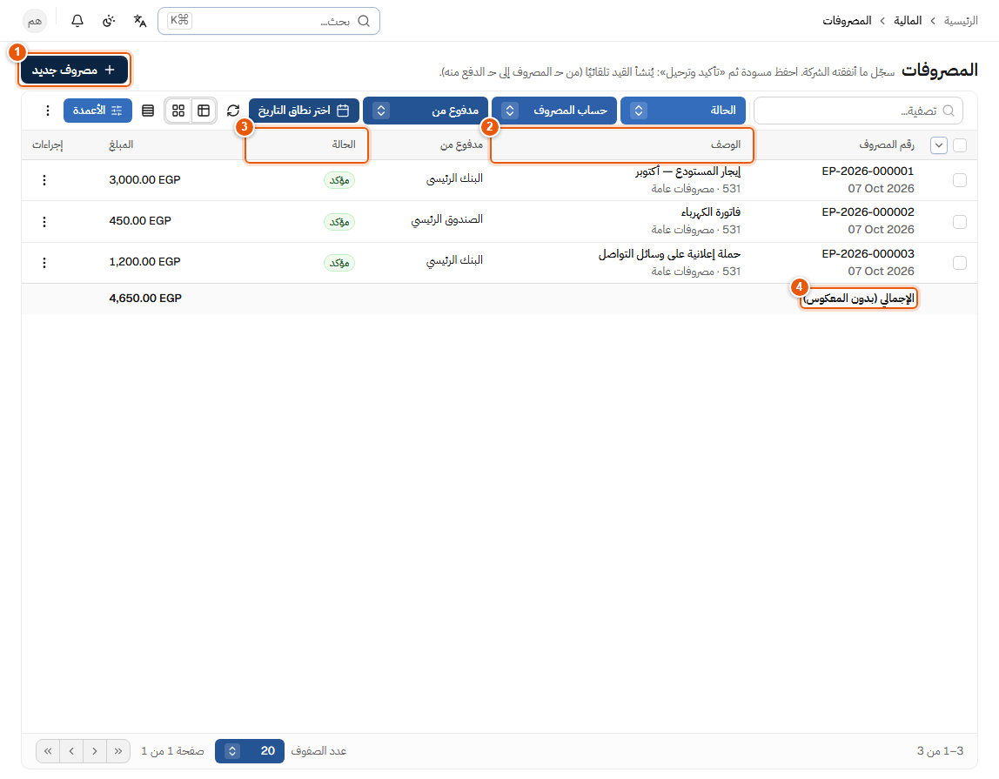 الرئيسية > المالية > المصروفات
بحث... ⌘K
هم
المصروفات
سجّل ما أنفقته الشركة. احفظ مسودة ثم «تأكيد وترحيل»: يُنشأ القيد تلقائيًا (من حـ المصروف إلى حـ الدفع منه).
1
+ مصروف جديد
تصفية...
الحالة
حساب المصروف
مدفوع من
اختر نطاق التاريخ
الأعمدة
2
3
رقم المصروف الوصف مدفوع من الحالة المبلغ إجراءات
EP-2026-000001 إيجار المستودع — أكتوبر البنك الرئيسي مؤكد 3,000.00 EGP
07 Oct 2026 531 · مصروفات عامة
EP-2026-000002 فاتورة الكهرباء الصندوق الرئيسي مؤكد 450.00 EGP
07 Oct 2026 531 · مصروفات عامة
EP-2026-000003 حملة إعلانية على وسائل التواصل البنك الرئيسي مؤكد 1,200.00 EGP
07 Oct 2026 531 · مصروفات عامة
4
الإجمالي (بدون المعكوس) 4,650.00 EGP
1–3 من 3
عدد الصفوف 20 صفحة 1 من 1